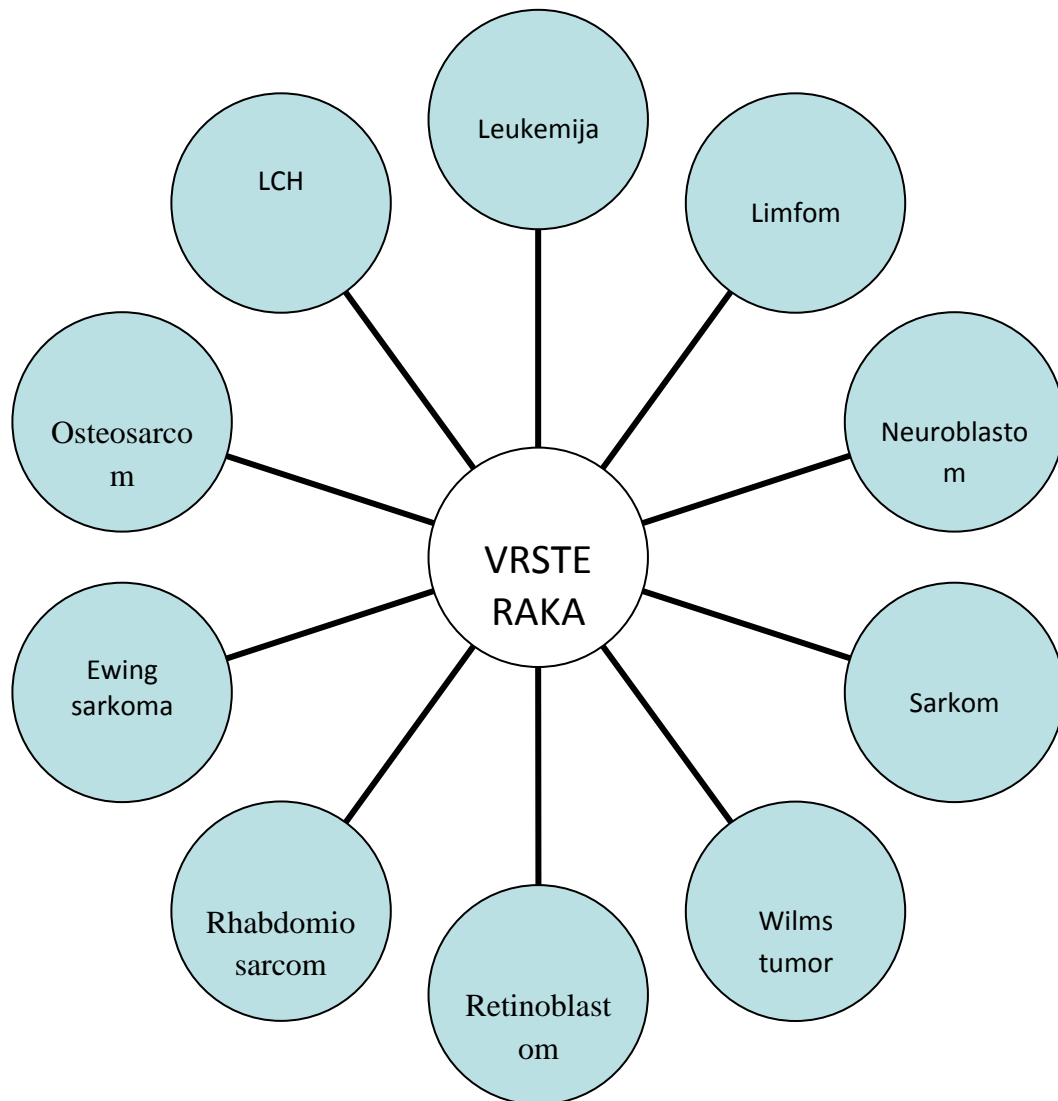 Leukemija
LCH
Limfom
Osteosarco
m
Neuroblasto
m
VRSTE
RAKA
Ewing
sarkoma
Sarkom
Rhabdomio
sarcom
Wilms
tumor
Retinoblast
om